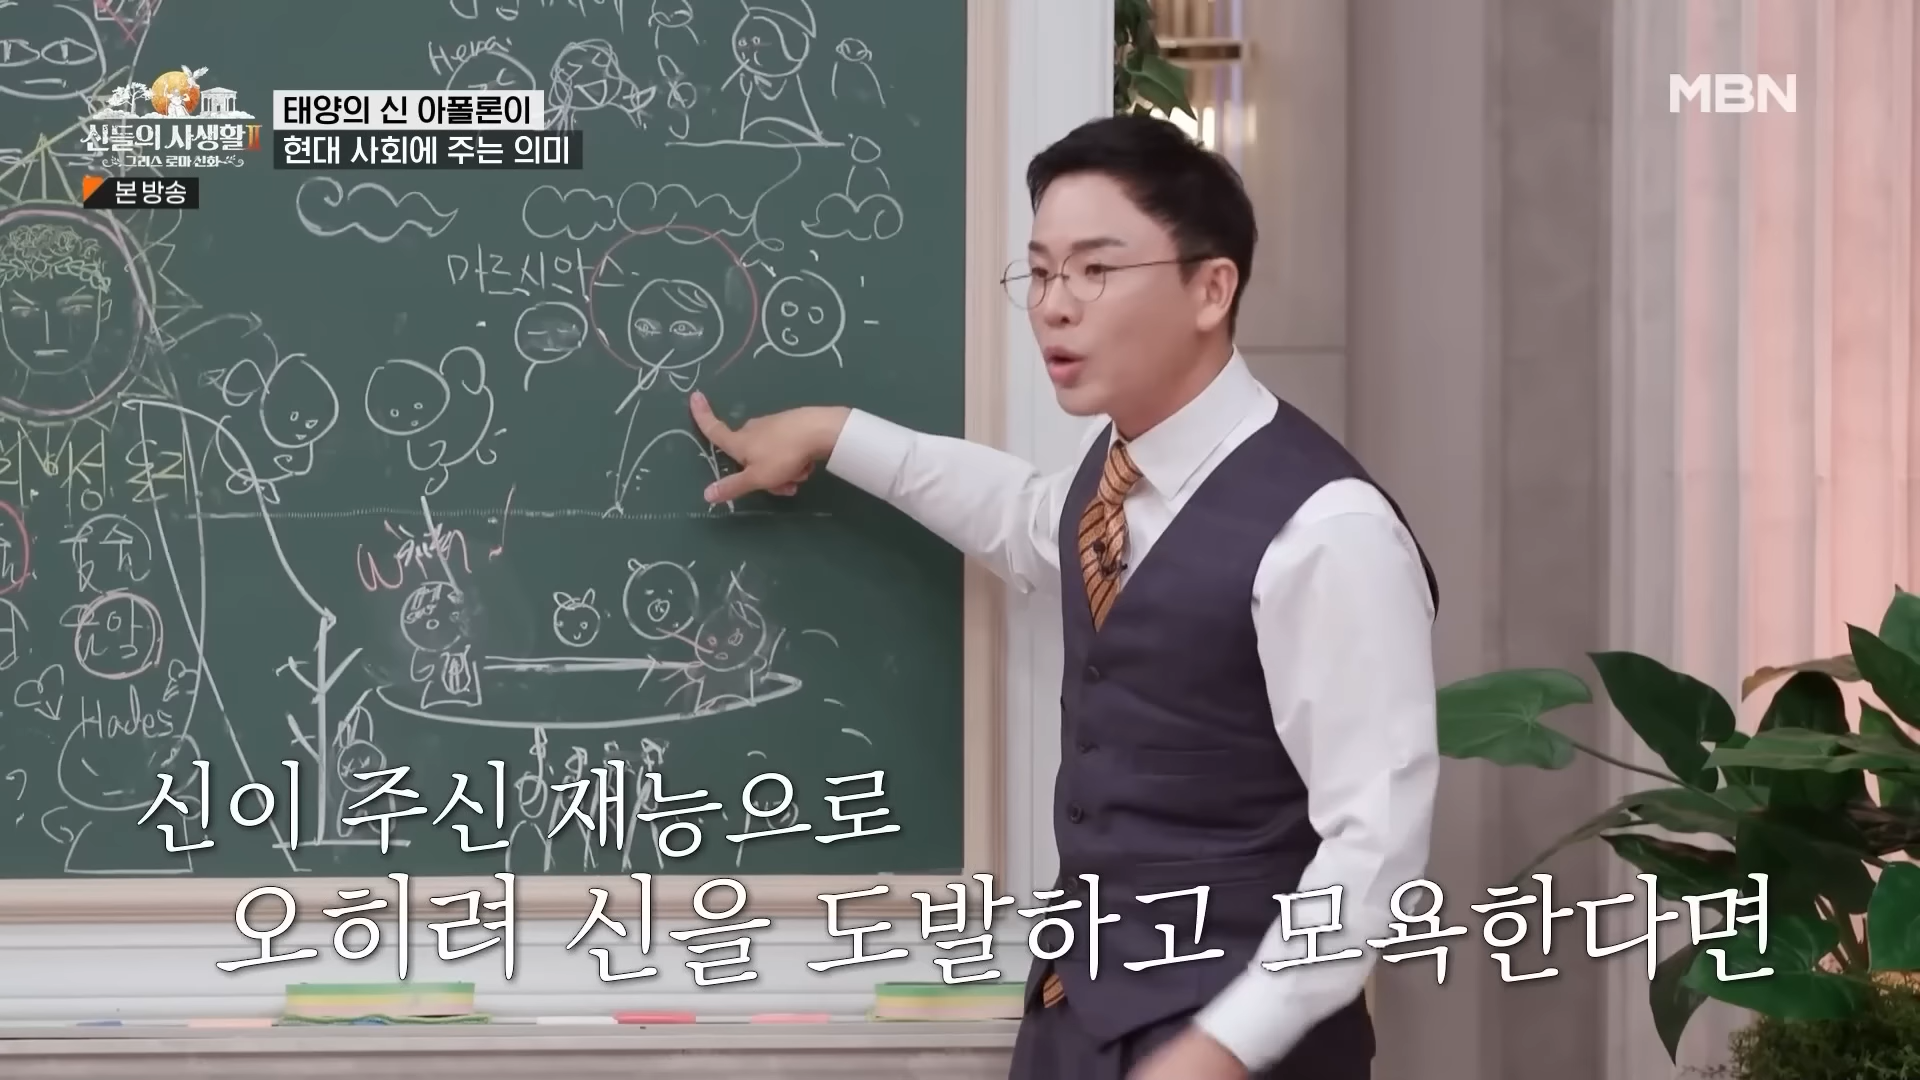 Hera
태양의 신 아폴론이
MBN
신들의 사생활 II
그리스 로마 신화
현대 사회에 주는 의미
본 방송
마르시아스
Hades
신이 주신 재능으로
오히려 신을 도발하고 모욕한다면